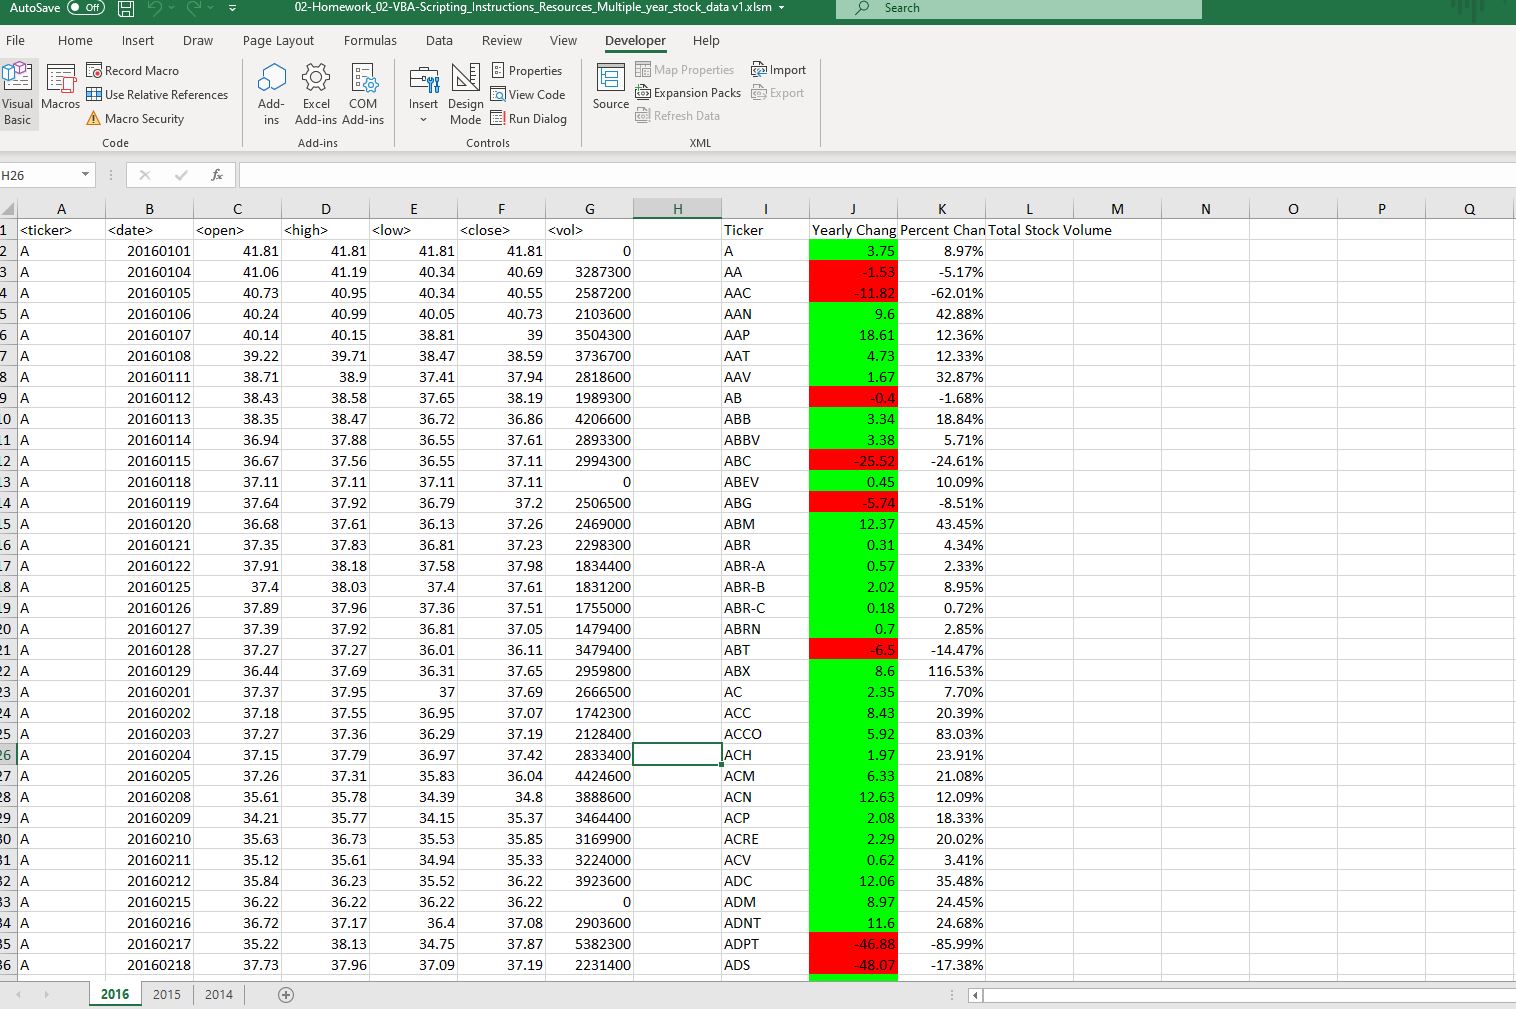 AutoSave Off 02-Homework_02-VBA-Scripting_Instructions_Resources_Multiple_year_stock_data v1.xlsm Search
File Home Insert Draw Page Layout Formulas Data Review View Developer Help
Visual Basic Macros Record Macro Use Relative References Macro Security
Add-ins Excel Add-ins COM Add-ins
Insert Design Mode Properties View Code Run Dialog
Source Map Properties Expansion Packs Refresh Data Import Export
Code Add-ins Controls XML
H26 fx
A B C D E F G H I J K L M N O P Q
1 <ticker> <date> <open> <high> <low> <close> <vol> Ticker Yearly Chang Percent Chan Total Stock Volume
2 A 20160101 41.81 41.81 41.81 41.81 0 A 3.75 8.97%
3 A 20160104 41.06 41.19 40.34 40.69 3287300 AA -1.53 -5.17%
4 A 20160105 40.73 40.95 40.34 40.55 2587200 AAC -11.82 -62.01%
5 A 20160106 40.24 40.99 40.05 40.73 2103600 AAN 9.6 42.88%
6 A 20160107 40.14 40.15 38.81 39 3504300 AAP 18.61 12.36%
7 A 20160108 39.22 39.71 38.47 38.59 3736700 AAT 4.73 12.33%
8 A 20160111 38.71 38.9 37.41 37.94 2818600 AAV 1.67 32.87%
9 A 20160112 38.43 38.58 37.65 38.19 1989300 AB -0.4 -1.68%
10 A 20160113 38.35 38.47 36.72 36.86 4206600 ABB 3.34 18.84%
11 A 20160114 36.94 37.88 36.55 37.61 2893300 ABBV 3.38 5.71%
12 A 20160115 36.67 37.56 36.55 37.11 2994300 ABC -25.52 -24.61%
13 A 20160118 37.11 37.11 37.11 37.11 0 ABEV 0.45 10.09%
14 A 20160119 37.64 37.92 36.79 37.2 2506500 ABG -5.74 -8.51%
15 A 20160120 36.68 37.61 36.13 37.26 2469000 ABM 12.37 43.45%
16 A 20160121 37.35 37.83 36.81 37.23 2298300 ABR 0.31 4.34%
17 A 20160122 37.91 38.18 37.58 37.98 1834400 ABR-A 0.57 2.33%
18 A 20160125 37.4 38.03 37.4 37.61 1831200 ABR-B 2.02 8.95%
19 A 20160126 37.89 37.96 37.36 37.51 1755000 ABR-C 0.18 0.72%
20 A 20160127 37.39 37.92 36.81 37.05 1479400 ABRN 0.7 2.85%
21 A 20160128 37.27 37.27 36.01 36.11 3479400 ABT -6.5 -14.47%
22 A 20160129 36.44 37.69 36.31 37.65 2959800 ABX 8.6 116.53%
23 A 20160201 37.37 37.95 37 37.69 2666500 AC 2.35 7.70%
24 A 20160202 37.18 37.55 36.95 37.07 1742300 ACC 8.43 20.39%
25 A 20160203 37.27 37.36 36.29 37.19 2128400 ACCO 5.92 83.03%
26 A 20160204 37.15 37.79 36.97 37.42 2833400 ACH 1.97 23.91%
27 A 20160205 37.26 37.31 35.83 36.04 4424600 ACM 6.33 21.08%
28 A 20160208 35.61 35.78 34.39 34.8 3888600 ACN 12.63 12.09%
29 A 20160209 34.21 35.77 34.15 35.37 3464400 ACP 2.08 18.33%
30 A 20160210 35.63 36.73 35.53 35.85 3169900 ACRE 2.29 20.02%
31 A 20160211 35.12 35.61 34.94 35.33 3224000 ACV 0.62 3.41%
32 A 20160212 35.84 36.23 35.52 36.22 3923600 ADC 12.06 35.48%
33 A 20160215 36.22 36.22 36.22 36.22 0 ADM 8.97 24.45%
34 A 20160216 36.72 37.17 36.4 37.08 2903600 ADNT 11.6 24.68%
35 A 20160217 35.22 38.13 34.75 37.87 5382300 ADPT -46.88 -85.99%
36 A 20160218 37.73 37.96 37.09 37.19 2231400 ADS -48.07 -17.38%
2016 2015 2014